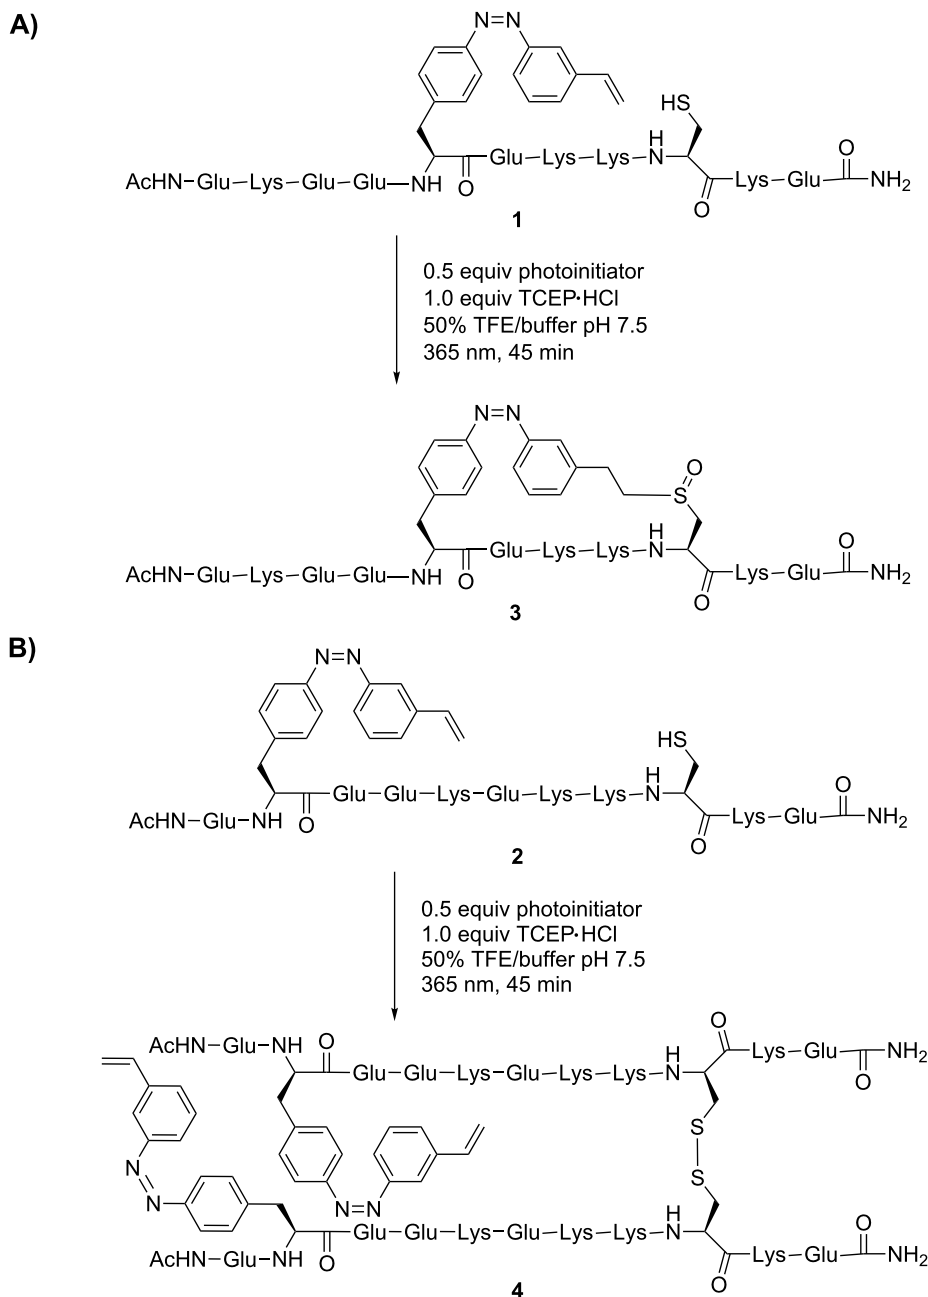 A)
N=N
HS
AcHN–Glu–Lys–Glu–Glu–NH O Glu–Lys–Lys–N H O Lys–Glu O NH2
1
0.5 equiv photoinitiator
1.0 equiv TCEP·HCl
50% TFE/buffer pH 7.5
365 nm, 45 min
N=N
O
S
AcHN–Glu–Lys–Glu–Glu–NH O Glu–Lys–Lys–N H O Lys–Glu O NH2
3
B)
N=N
HS
AcHN–Glu–NH O Glu–Glu–Lys–Glu–Lys–Lys–N H O Lys–Glu O NH2
2
0.5 equiv photoinitiator
1.0 equiv TCEP·HCl
50% TFE/buffer pH 7.5
365 nm, 45 min
AcHN–Glu–NH O Glu–Glu–Lys–Glu–Lys–Lys–N H O Lys–Glu O NH2
S
N=N
S
N=N
AcHN–Glu–NH O Glu–Glu–Lys–Glu–Lys–Lys–N H O Lys–Glu O NH2
4